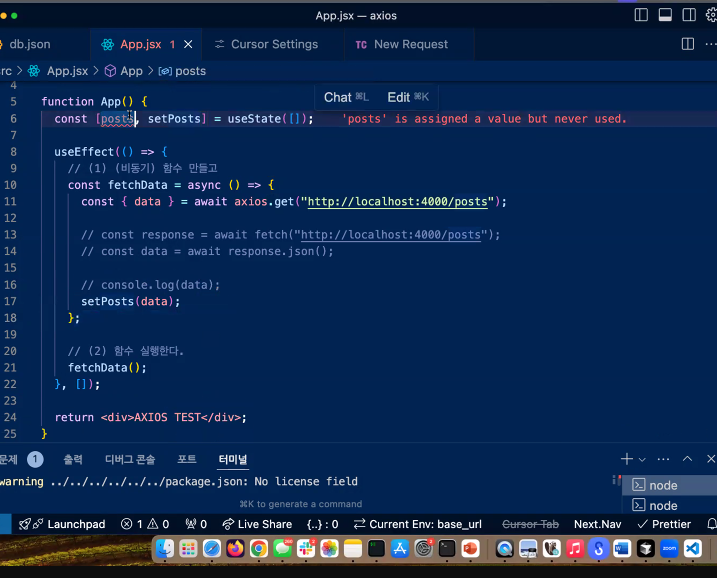 App.jsx — axios
db.json
App.jsx 1
Cursor Settings
TC New Request
src > App.jsx > App > posts
Chat ⌘L Edit ⌘K
4
5 function App() {
6 const [posts, setPosts] = useState([]); 'posts' is assigned a value but never used.
7
8 useEffect(() => {
9 // (1) (비동기) 함수 만들고
10 const fetchData = async () => {
11 const { data } = await axios.get("http://localhost:4000/posts");
12
13 // const response = await fetch("http://localhost:4000/posts");
14 // const data = await response.json();
15
16 // console.log(data);
17 setPosts(data);
18 };
19
20 // (2) 함수 실행한다.
21 fetchData();
22 }, []);
23
24 return <div>AXIOS TEST</div>;
25 }
문제 1 출력 디버그 콘솔 포트 터미널
warning ../../../../../../package.json: No license field
node
⌘K to generate a command
node
Launchpad 1 0 0 Live Share {..} : 0 Current Env: base_url Cursor Tab Next.Nav Prettier
zoom